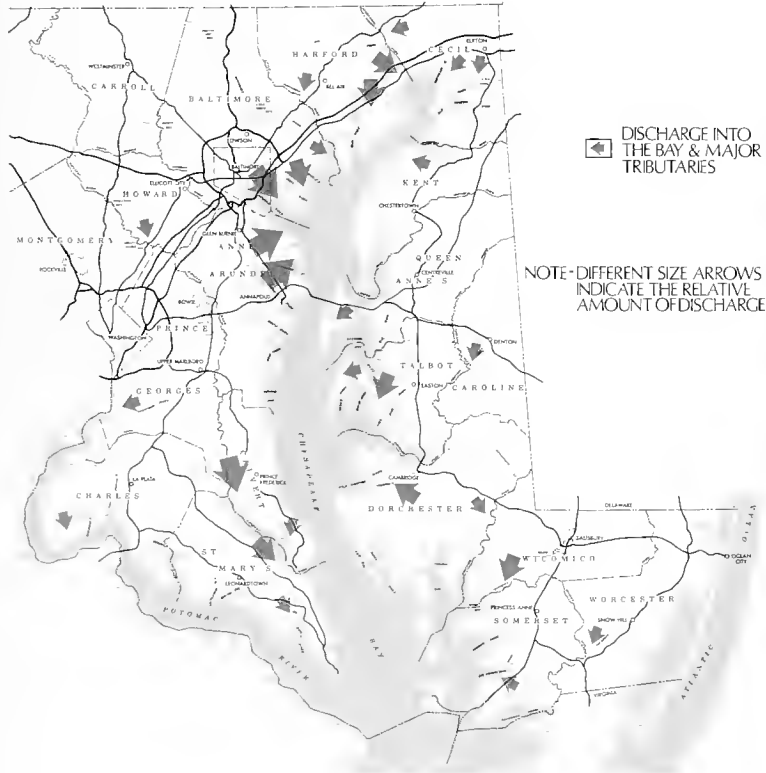 ELKTON
HARFORD
CECIL
WESTMINSTER
BEL AIR
CARROLL
BALTIMORE
DISCHARGE INTO
THE BAY & MAJOR
TRIBUTARIES
TOWSON
BALTIMORE
ELLICOTT CITY
KENT
HOWARD
CHESTERTOWN
GLEN BURNIE
MONTGOMERY
ANNE
QUEEN
ROCKVILLE
ARUNDEL
CENTREVILLE
ANNE'S
NOTE-DIFFERENT SIZE ARROWS
INDICATE THE RELATIVE
AMOUNT OF DISCHARGE
BOWIE
ANNAPOLIS
PRINCE
WASHINGTON
DENTON
UPPER MARLBORO
TALBOT
GEORGES
EASTON
CAROLINE
CHESAPEAKE
LA PLATA
PRINCE
FREDERICK
CAMBRIDGE
CHARLES
DORCHESTER
DELAWARE
ST
SALISBURY
MARY'S
WICOMICO
OCEAN
CITY
LEONARDTOWN
PRINCESS ANNE
WORCESTER
POTOMAC
SOMERSET
SNOW HILL
BAY
RIVER
ATLANTIC
VIRGINIA